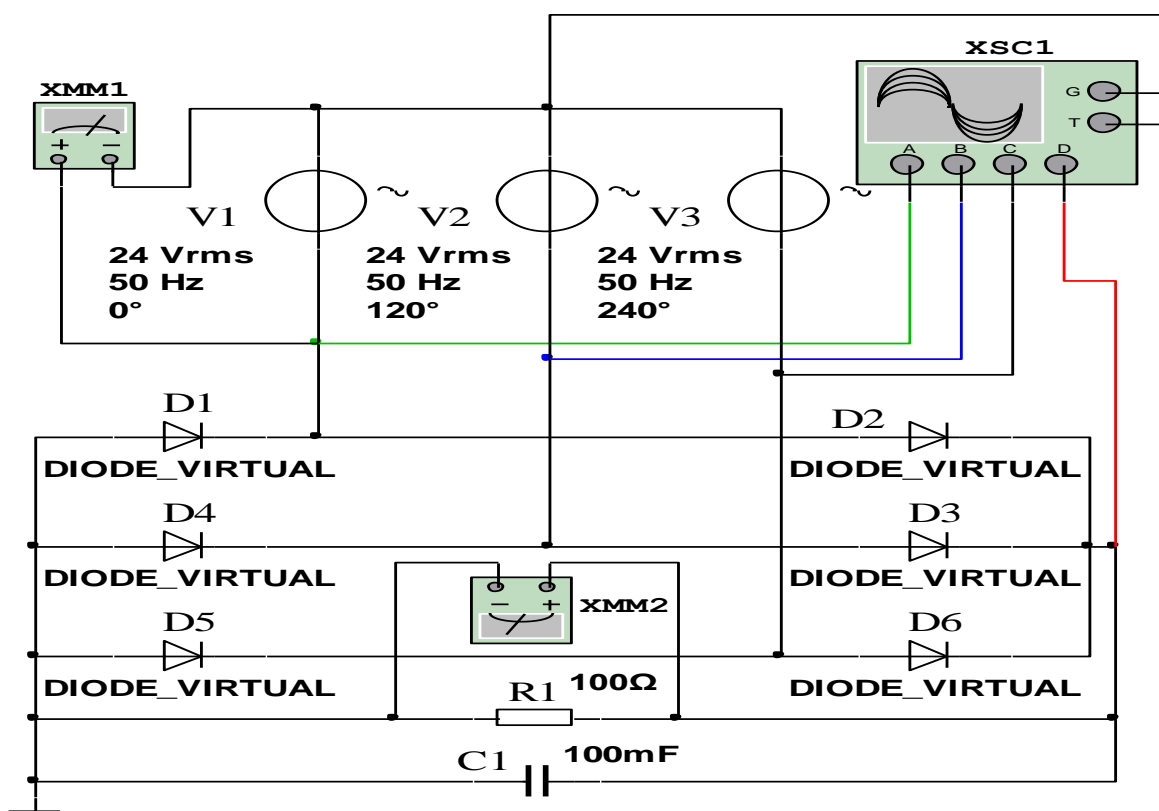 XSC1
XMM1
G
T
+ −
A B C D
V1 V2 V3
24 Vrms 24 Vrms 24 Vrms
50 Hz 50 Hz 50 Hz
0° 120° 240°
D1 D2
DIODE_VIRTUAL DIODE_VIRTUAL
D4 D3
DIODE_VIRTUAL DIODE_VIRTUAL
− + XMM2
D5 D6
DIODE_VIRTUAL DIODE_VIRTUAL
R1 100Ω
C1 100mF